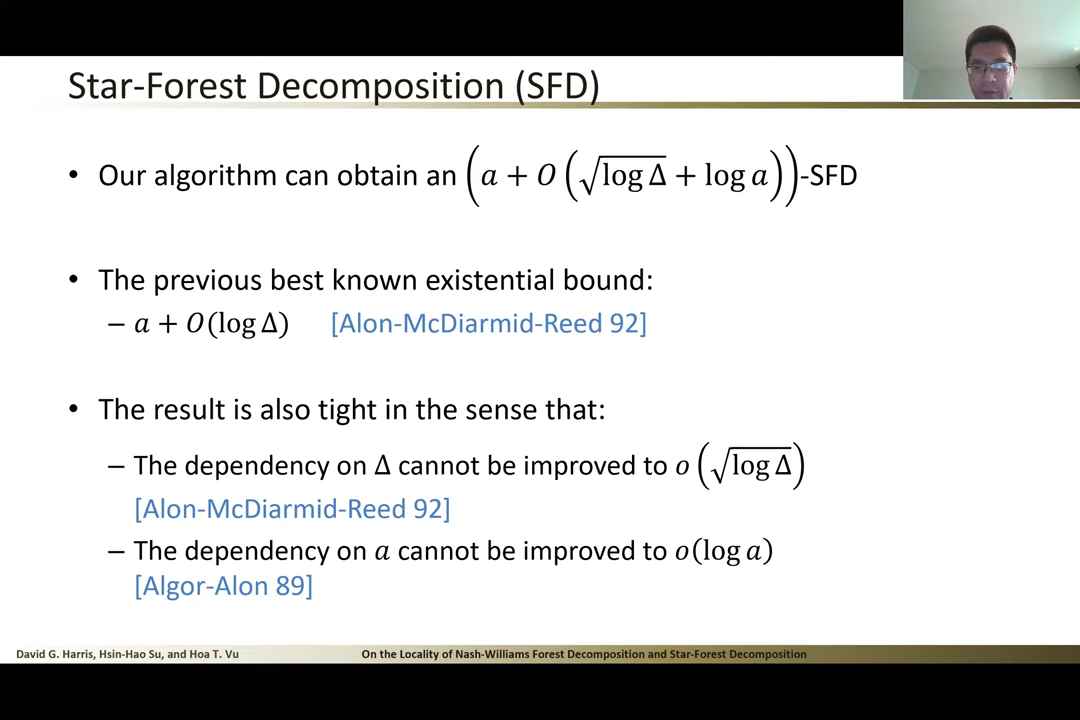 Star-Forest Decomposition (SFD)
• Our algorithm can obtain an (a + O(√log Δ + log a))-SFD
• The previous best known existential bound:
– a + O(log Δ) [Alon-McDiarmid-Reed 92]
• The result is also tight in the sense that:
– The dependency on Δ cannot be improved to o(√log Δ)
[Alon-McDiarmid-Reed 92]
– The dependency on a cannot be improved to o(log a)
[Algor-Alon 89]
David G. Harris, Hsin-Hao Su, and Hoa T. Vu On the Locality of Nash-Williams Forest Decomposition and Star-Forest Decomposition